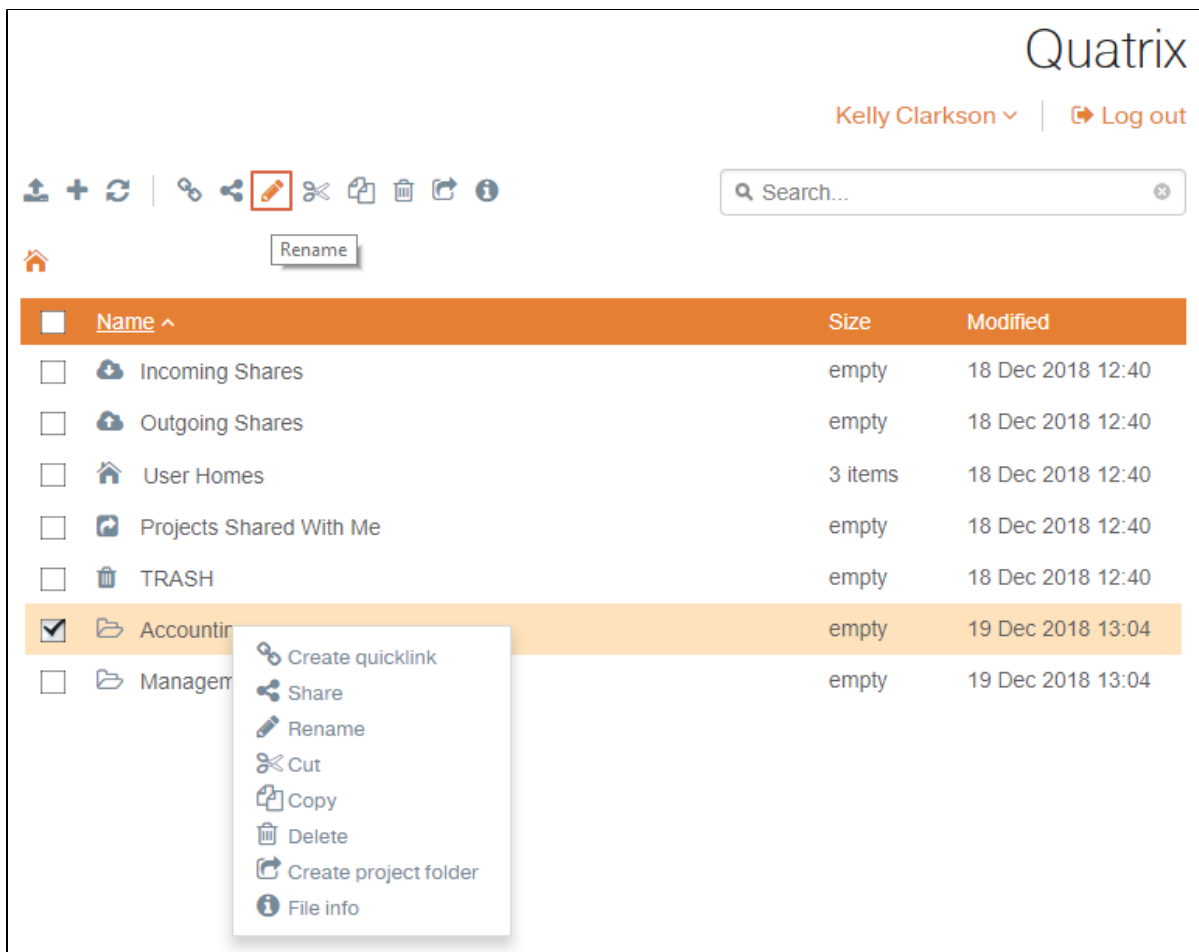 Quatrix
Kelly Clarkson Log out
Search...
Rename
Name Size Modified
Incoming Shares empty 18 Dec 2018 12:40
Outgoing Shares empty 18 Dec 2018 12:40
User Homes 3 items 18 Dec 2018 12:40
Projects Shared With Me empty 18 Dec 2018 12:40
TRASH empty 18 Dec 2018 12:40
Accountin empty 19 Dec 2018 13:04
Create quicklink
Managem empty 19 Dec 2018 13:04
Share
Rename
Cut
Copy
Delete
Create project folder
File info